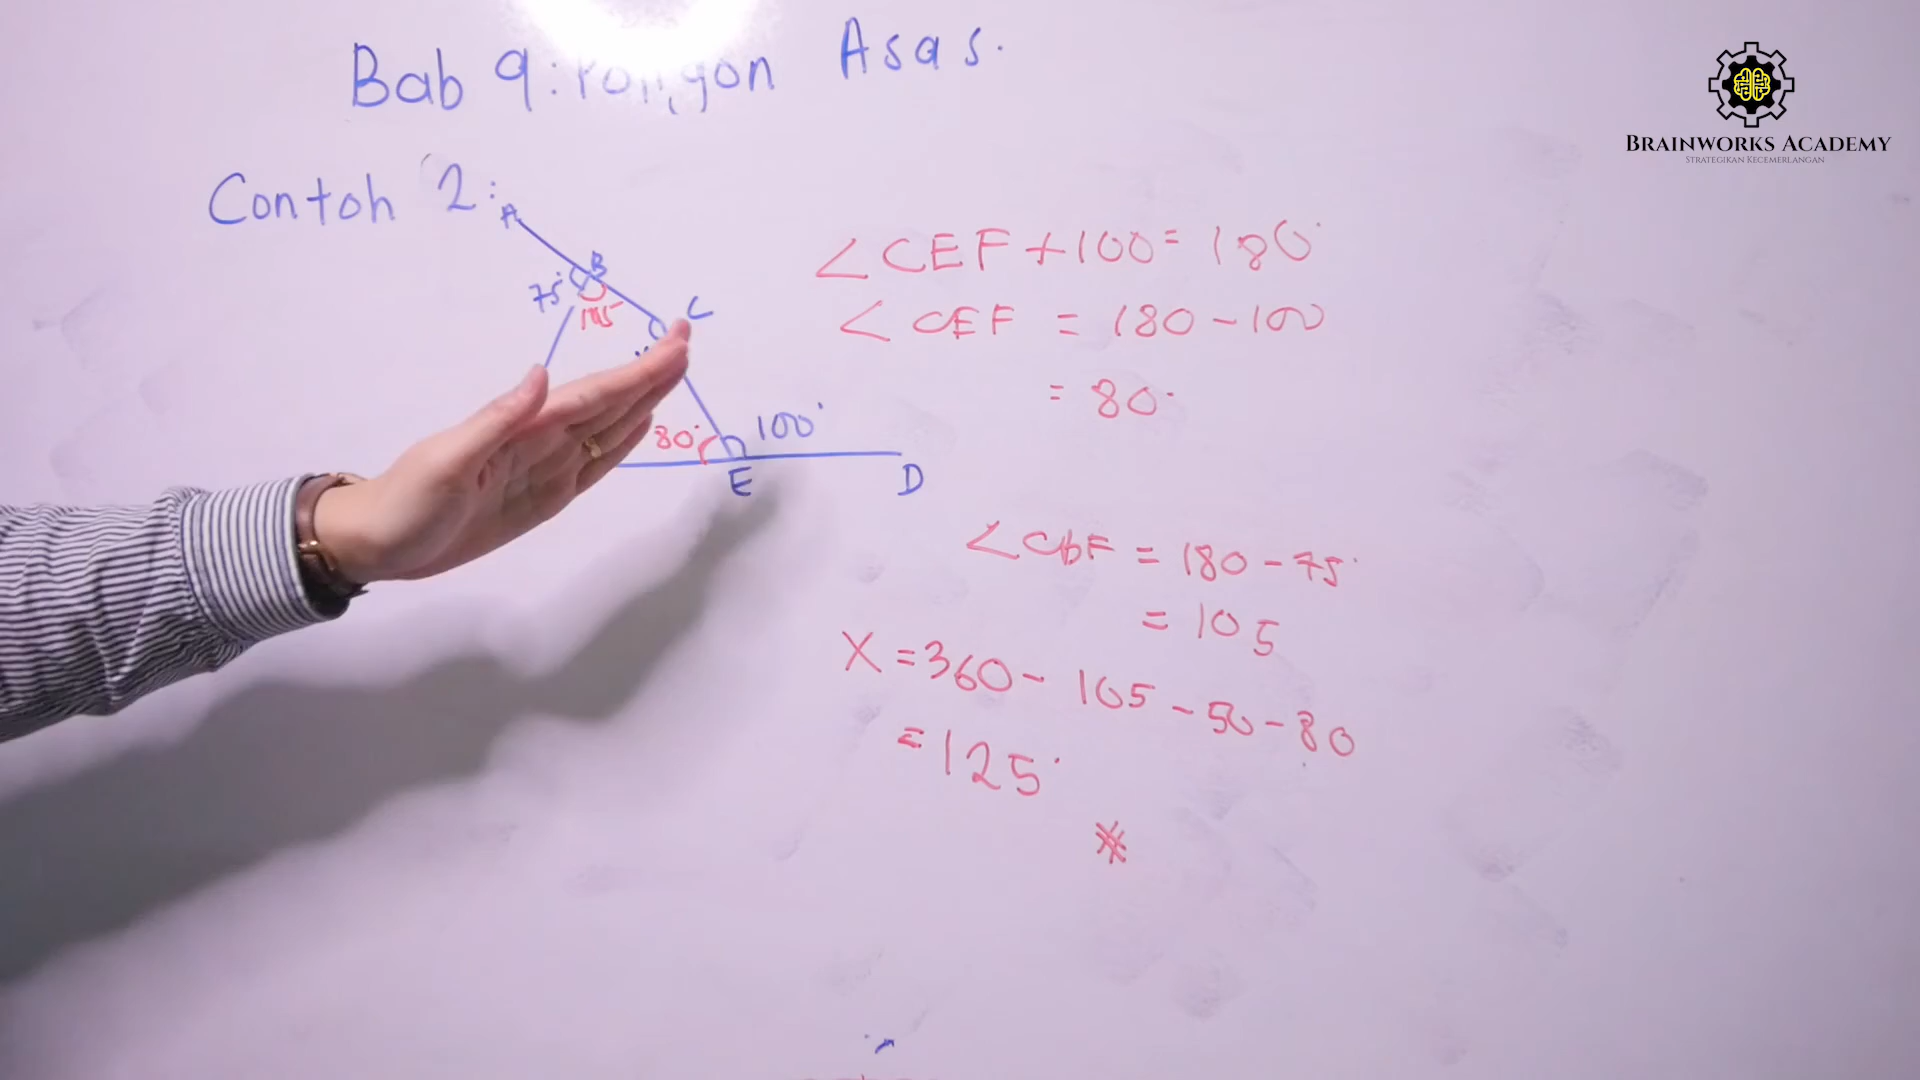 Bab 9: Poligon Asas.
Contoh 2:
A
B
75°
105
C
80°
100°
E
D
∠CEF + 100 = 180°
∠CEF = 180 - 100
= 80°
∠CBF = 180 - 75°
= 105
X = 360 - 105 - 50 - 80
= 125°
BRAINWORKS ACADEMY
STRATEGIKAN KECEMERLANGAN